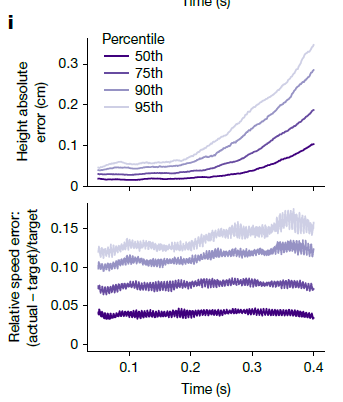 Time (s)
i
Percentile
50th
75th
90th
95th
Height absolute
error (cm)
0.3
0.2
0.1
0
Relative speed error:
(actual – target)/target
0.15
0.10
0.05
0
0.1 0.2 0.3 0.4
Time (s)